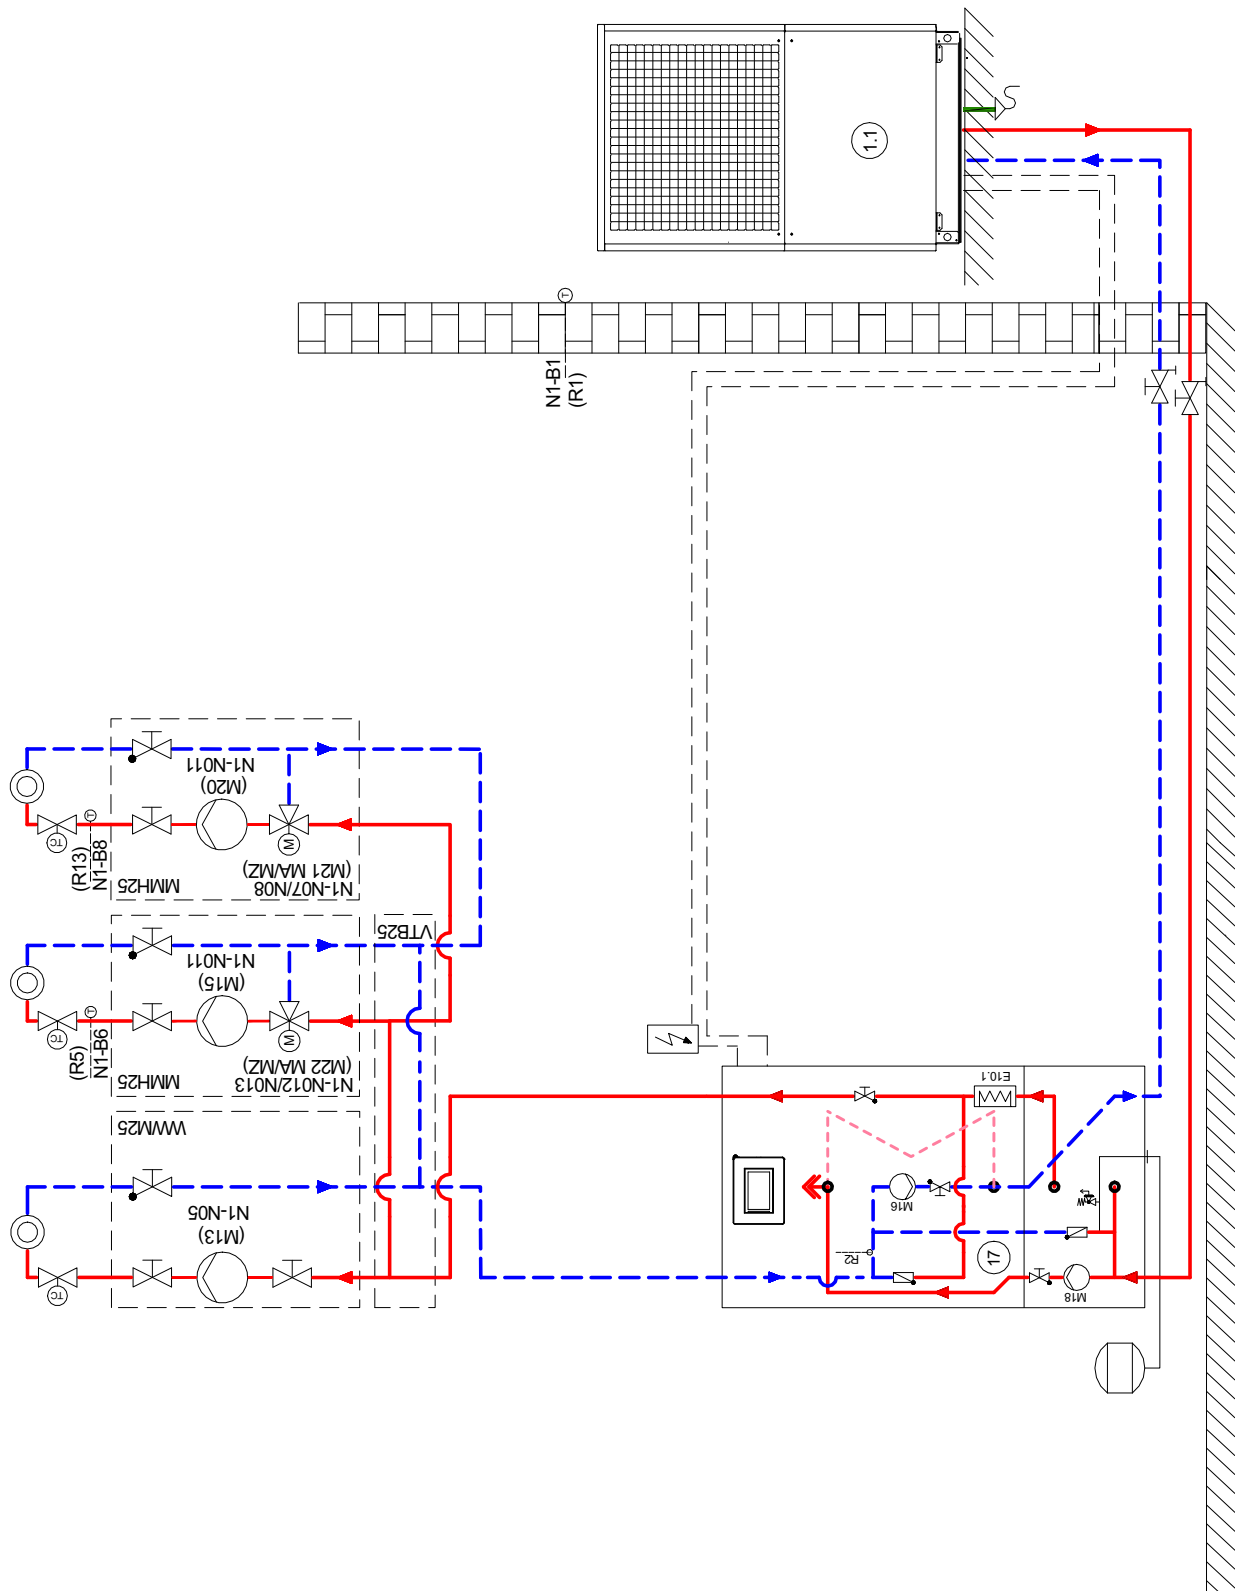 1.1
N1-B1
(R1)
N1-N011
(M20)
TC
T
(R13)
N1-B8
M
N1-N07/N08
(M21 MA/MZ)
MMH25
VTB25
N1-N011
(M15)
TC
T
(R5)
N1-B6
M
N1-N012/N013
(M22 MA/MZ)
MMH25
WWM25
N1-N05
(M13)
TC
T
E10.1
M16
R2
17
M18